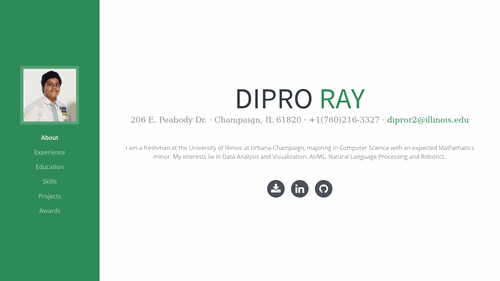 About
Experience
Education
Skills
Projects
Awards
DIPRO RAY
206 E. Peabody Dr. · Champaign, IL 61820 · +1(760)216-3327 · dipror2@illinois.edu
I am a freshman at the University of Illinois at Urbana-Champaign, majoring in Computer Science with an expected Mathematics
minor. My interests lie in Data Analysis and Visualization, AI/ML, Natural Language Processing and Robotics.
in